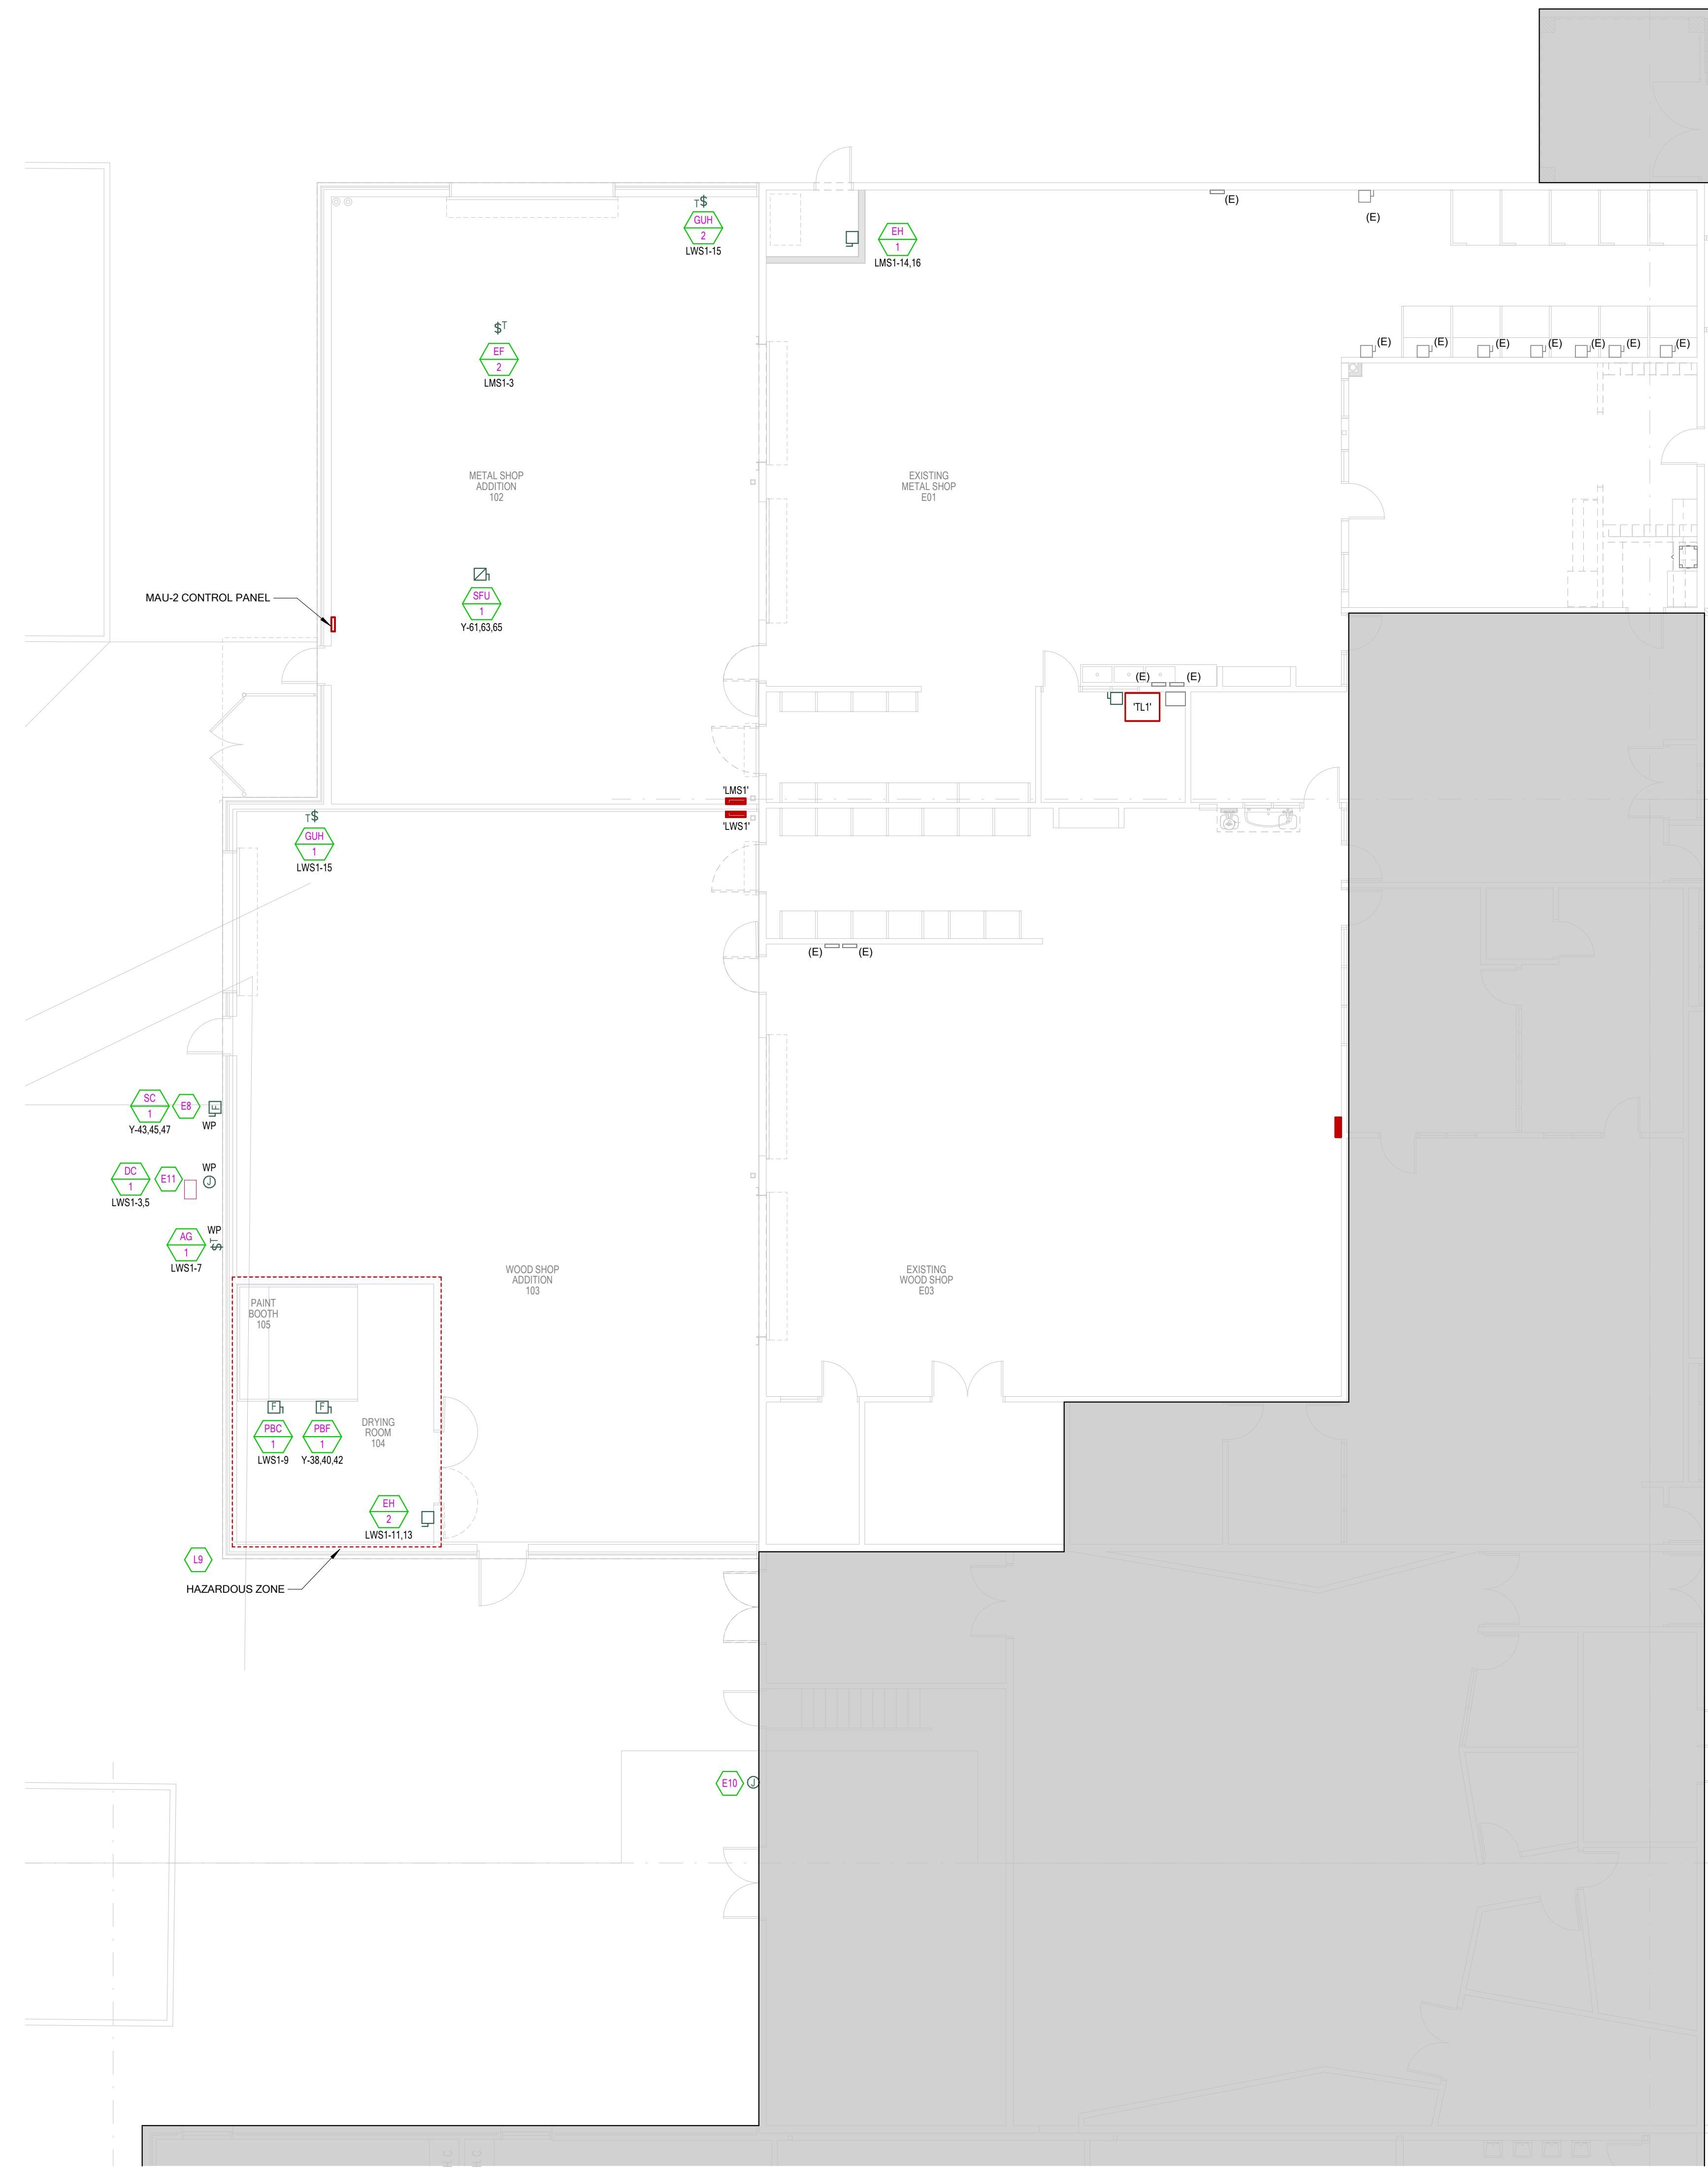 T$
GUH
2
LWS1-15
EH
1
LMS1-14,16
(E)
(E)
$T
EF
2
LMS1-3
(E)
(E)
(E)
(E)
(E)
(E)
(E)
METAL SHOP
ADDITION
102
EXISTING
METAL SHOP
E01
MAU-2 CONTROL PANEL
SFU
1
Y-61,63,65
(E)
(E)
'TL1'
'LMS1'
'LWS1'
T$
GUH
1
LWS1-15
(E)
(E)
SC
1
Y-43,45,47
E8
F
WP
DC
1
LWS1-3,5
E11
WP
J
AG
1
LWS1-7
WP
$T
WOOD SHOP
ADDITION
103
EXISTING
WOOD SHOP
E03
PAINT
BOOTH
105
F
F
PBC
1
LWS1-9
PBF
1
Y-38,40,42
DRYING
ROOM
104
EH
2
LWS1-11,13
L9
HAZARDOUS ZONE
E10
J